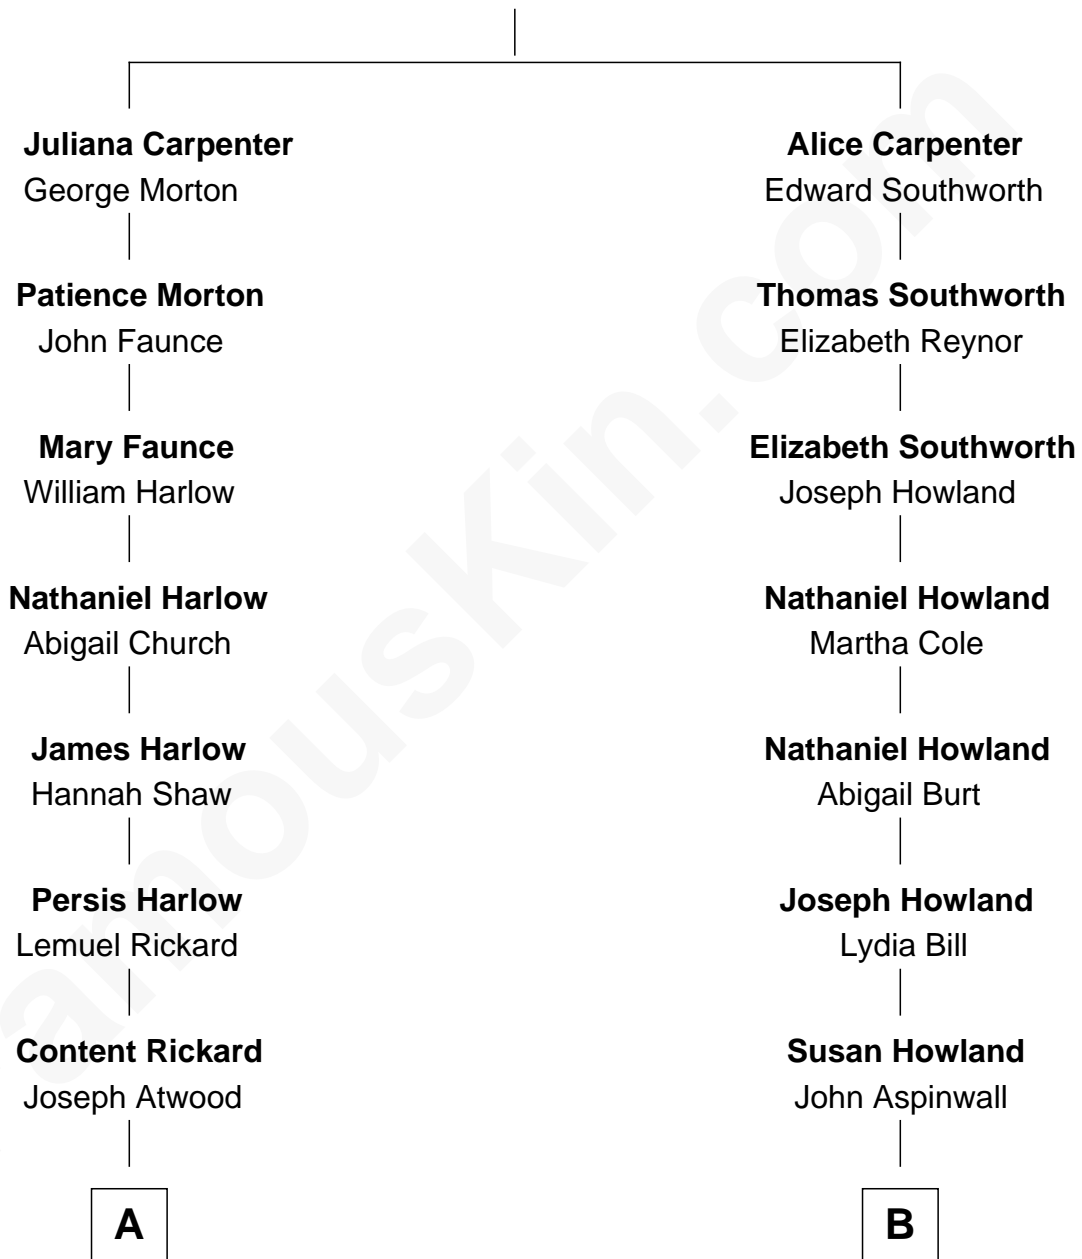 Juliana Carpenter
George Morton
Patience Morton
John Faunce
Mary Faunce
William Harlow
Nathaniel Harlow
Abigail Church
James Harlow
Hannah Shaw
Persis Harlow
Lemuel Rickard
Content Rickard
Joseph Atwood
A
Alice Carpenter
Edward Southworth
Thomas Southworth
Elizabeth Reynor
Elizabeth Southworth
Joseph Howland
Nathaniel Howland
Martha Cole
Nathaniel Howland
Abigail Burt
Joseph Howland
Lydia Bill
Susan Howland
John Aspinwall
B
amousKin.com